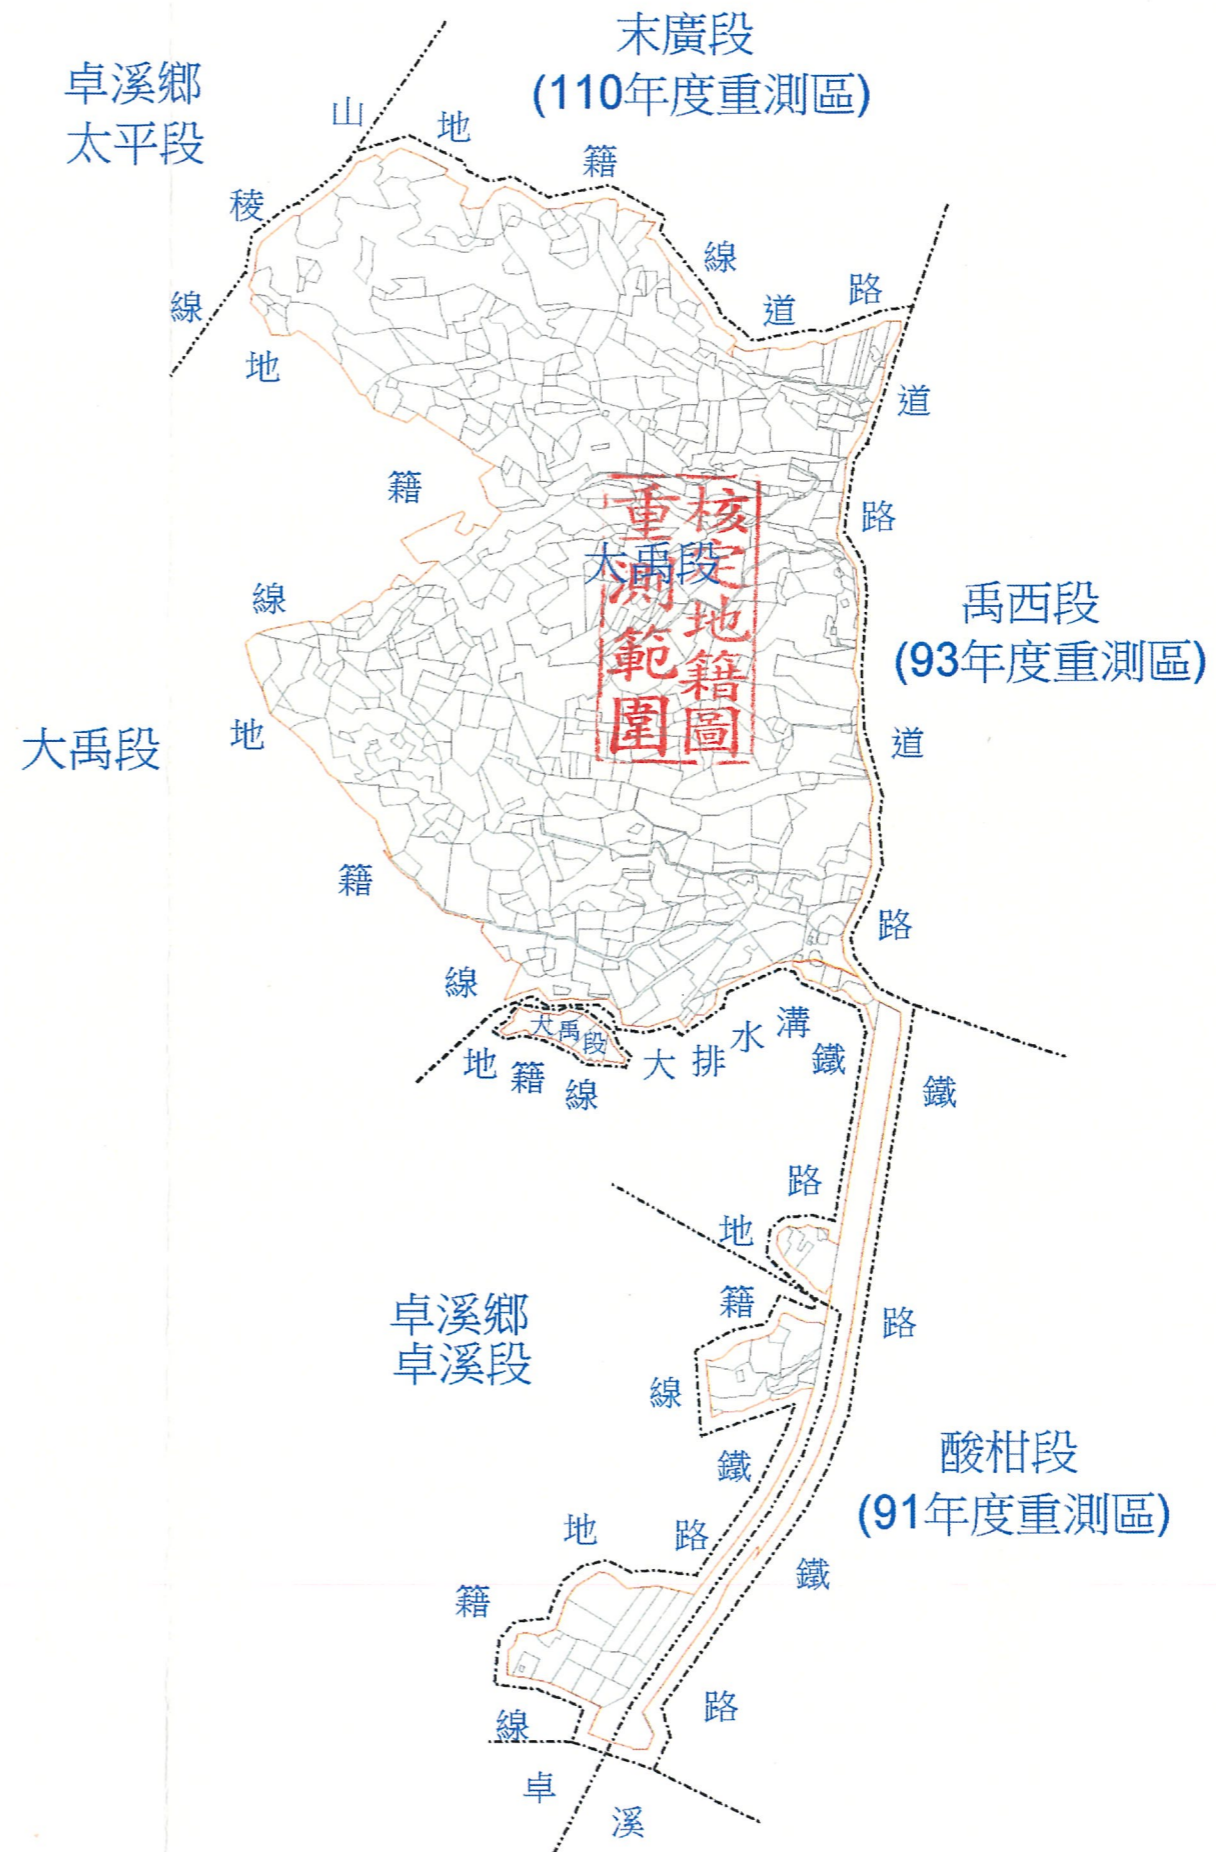 末廣段
(110年度重測區)
卓溪鄉
太平段
山稜線
地籍線
道路
地籍線
道路
道路
大禹段
核定地籍圖
重測範圍
禹西段
(93年度重測區)
大禹段
地籍線
大禹段
地籍線
大排水溝
鐵路
鐵路
地籍線
卓溪鄉
卓溪段
鐵路
酸柑段
(91年度重測區)
鐵路
地籍線
卓溪